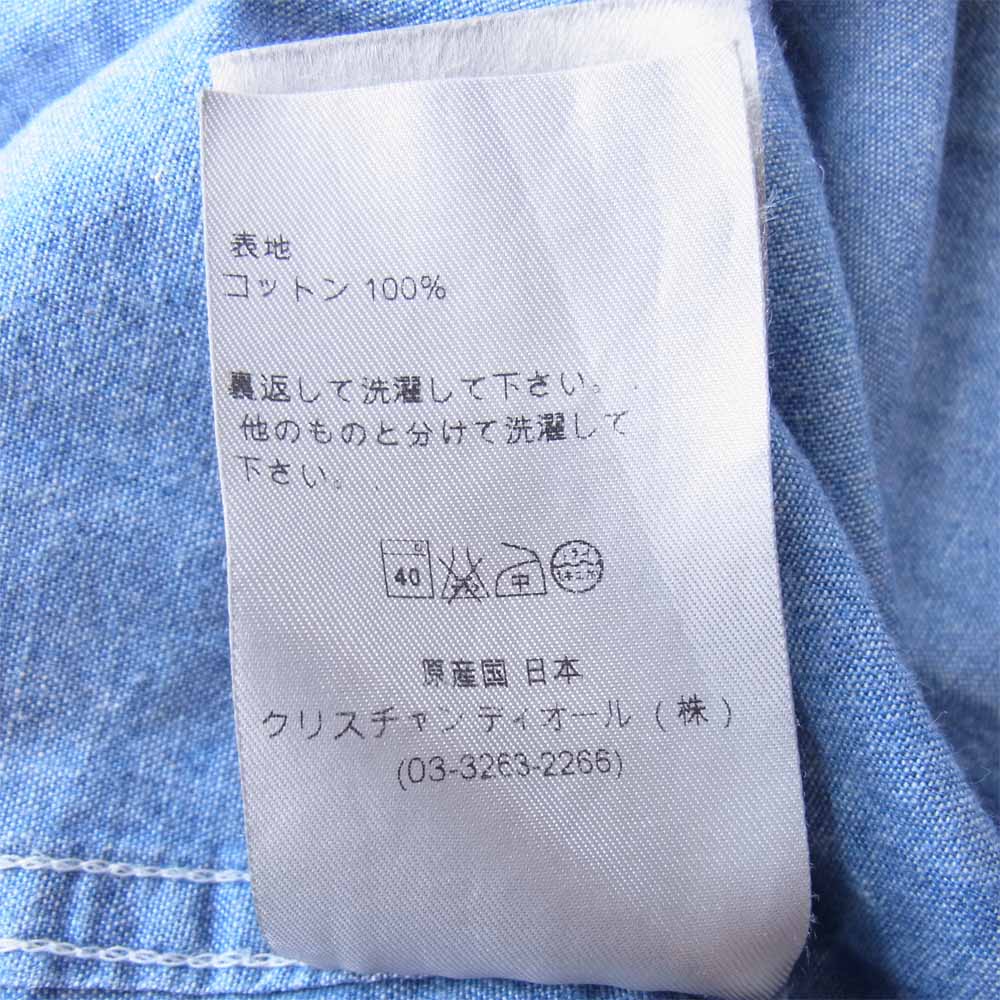 表地
コットン 100%
裏返して洗濯して下さい。
他のものと分けて洗濯して
下さい。
40 中
原産国 日本
クリスチャン ディオール（株）
(03-3263-2266)